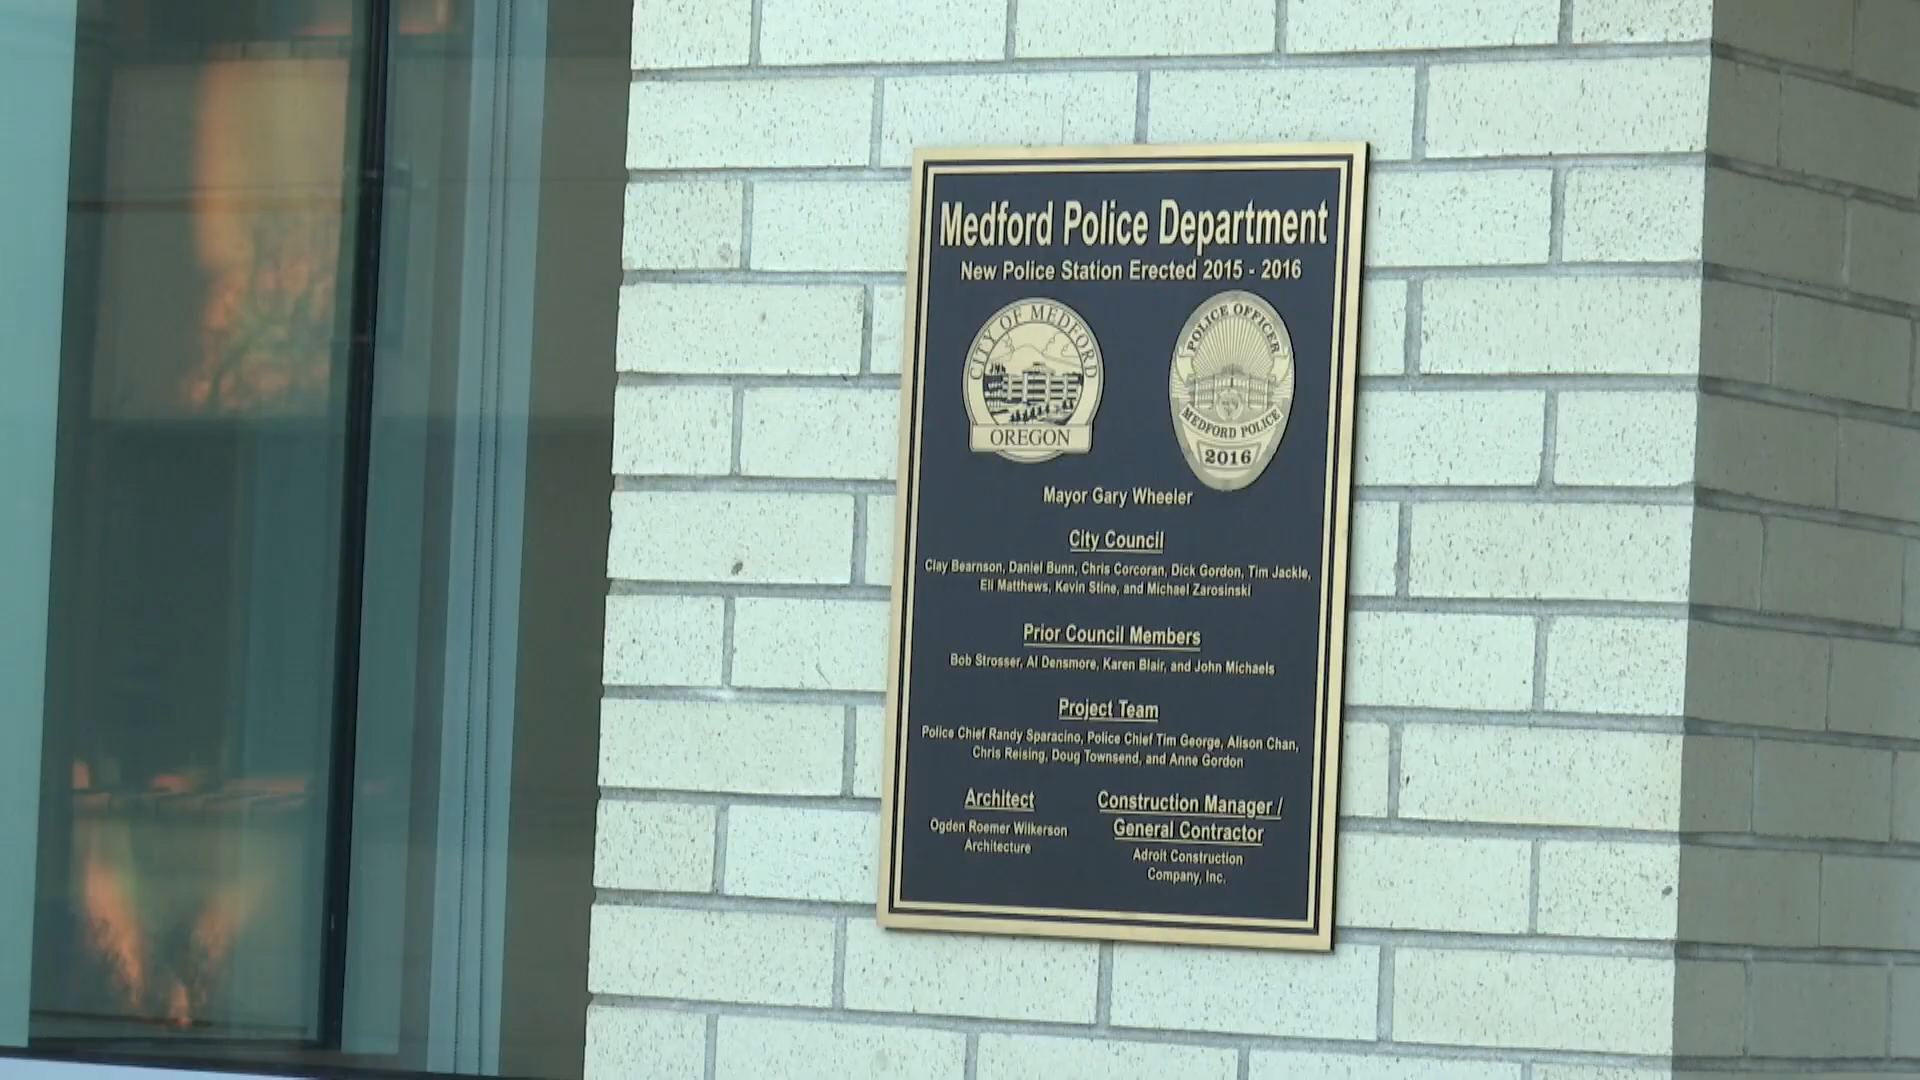 Medford Police Department
New Police Station Erected 2015 - 2016
CITY OF MEDFORD
OREGON
POLICE OFFICER
MEDFORD POLICE
2016
Mayor Gary Wheeler
City Council
Clay Bearnson, Daniel Bunn, Chris Corcoran, Dick Gordon, Tim Jackle,
Eli Matthews, Kevin Stine, and Michael Zarosinski
Prior Council Members
Bob Strosser, Al Densmore, Karen Blair, and John Michaels
Project Team
Police Chief Randy Sparacino, Police Chief Tim George, Alison Chan,
Chris Reising, Doug Townsend, and Anne Gordon
Architect
Ogden Roemer Wilkerson
Architecture
Construction Manager /
General Contractor
Adroit Construction
Company, Inc.